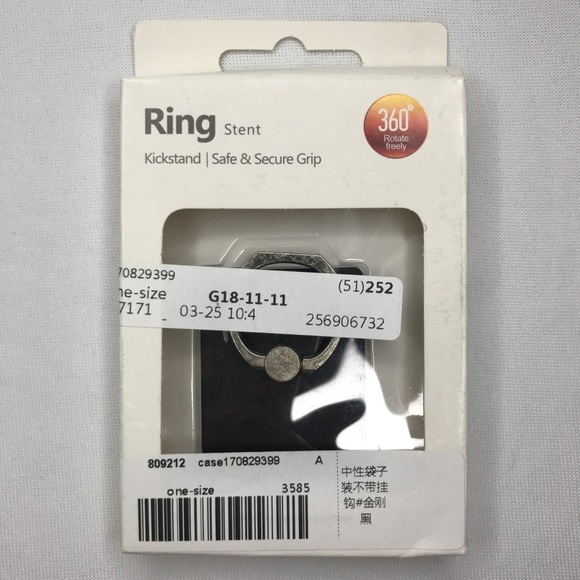 Ring Stent
Kickstand | Safe & Secure Grip
360°
Rotate
freely
70829399
ne-size
G18-11-11
(51)252
7171
03-25 10:4
256906732
809212 case170829399 A
one-size 3585
中性袋子
装不带挂
钩#金刚
黑